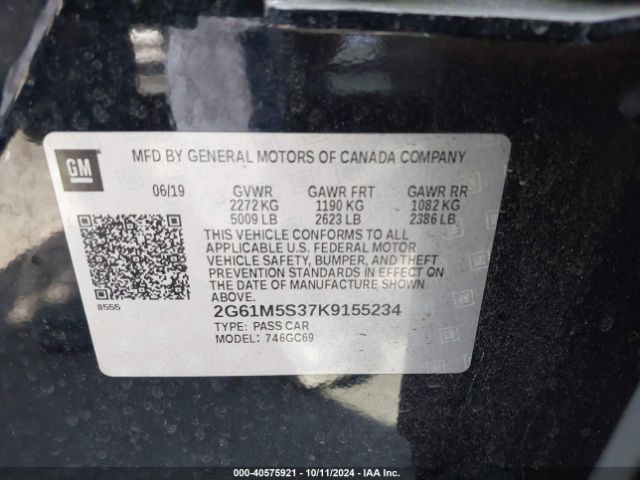 GM
MFD BY GENERAL MOTORS OF CANADA COMPANY
06/19 GVWR GAWR FRT GAWR RR
2272 KG 1190 KG 1082 KG
5009 LB 2623 LB 2386 LB
THIS VEHICLE CONFORMS TO ALL
APPLICABLE U.S. FEDERAL MOTOR
VEHICLE SAFETY, BUMPER, AND THEFT
PREVENTION STANDARDS IN EFFECT ON
THE DATE OF MANUFACTURE SHOWN
ABOVE.
8555 2G61M5S37K9155234
TYPE: PASS CAR
MODEL: 746GC69
000-40575921 - 10/11/2024 - IAA Inc.